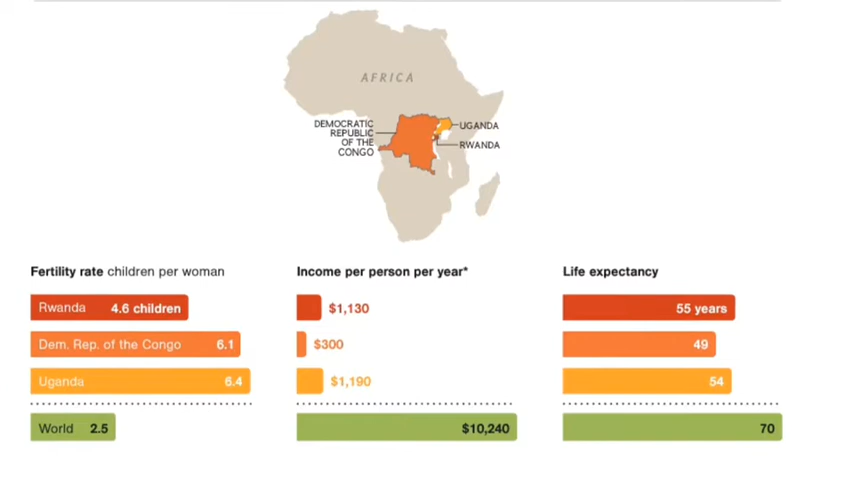 AFRICA
DEMOCRATIC
REPUBLIC
OF THE
CONGO
UGANDA
RWANDA
Fertility rate children per woman
Rwanda 4.6 children
Dem. Rep. of the Congo 6.1
Uganda 6.4
World 2.5
Income per person per year*
$1,130
$300
$1,190
$10,240
Life expectancy
55 years
49
54
70